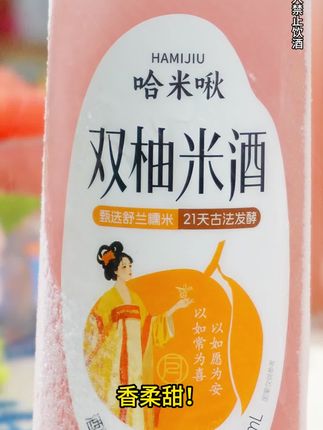 人禁止饮酒
HAMIJIU
哈米啾
双柚米酒
甄选舒兰糯米 21天古法发酵
以如愿为安
以如常为喜
香柔甜！
mL